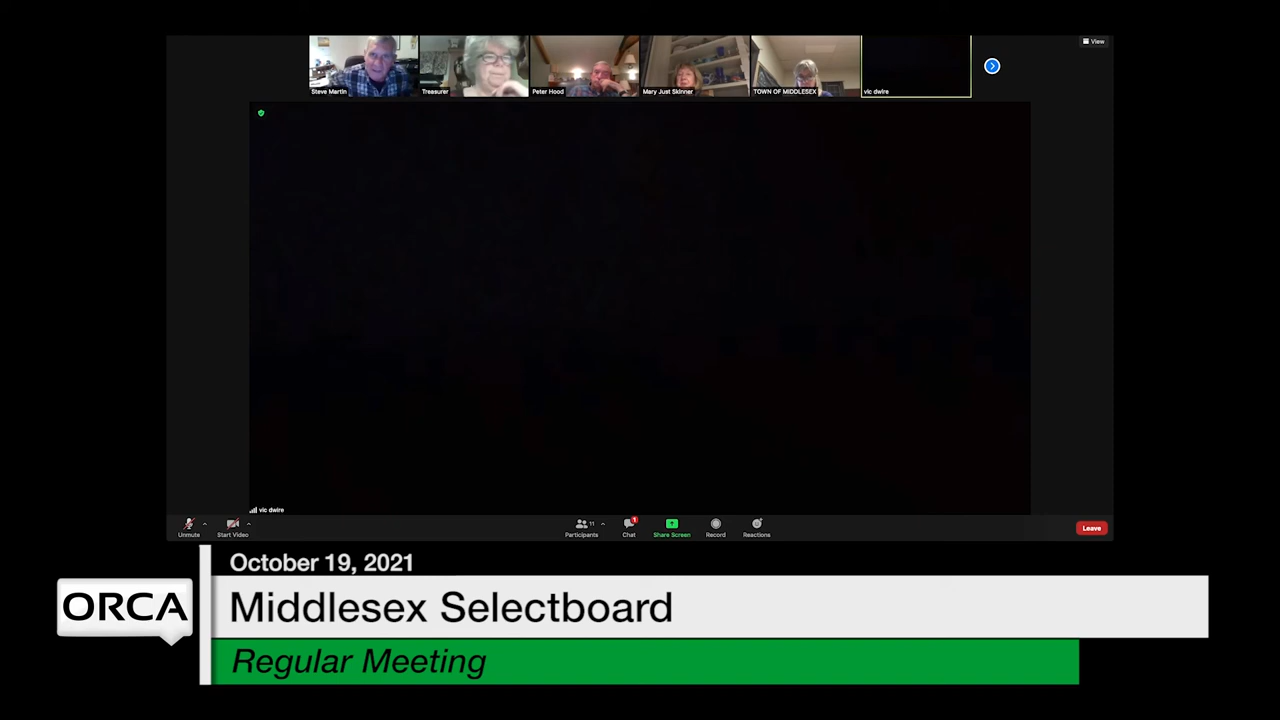 View
Steve Martin
Treasurer
Peter Hood
Mary Just Skinner
TOWN OF MIDDLESEX
vic dwire
vic dwire
Unmute
Start Video
11
Participants
1
Chat
Share Screen
Record
Reactions
Leave
October 19, 2021
ORCA
Middlesex Selectboard
Regular Meeting